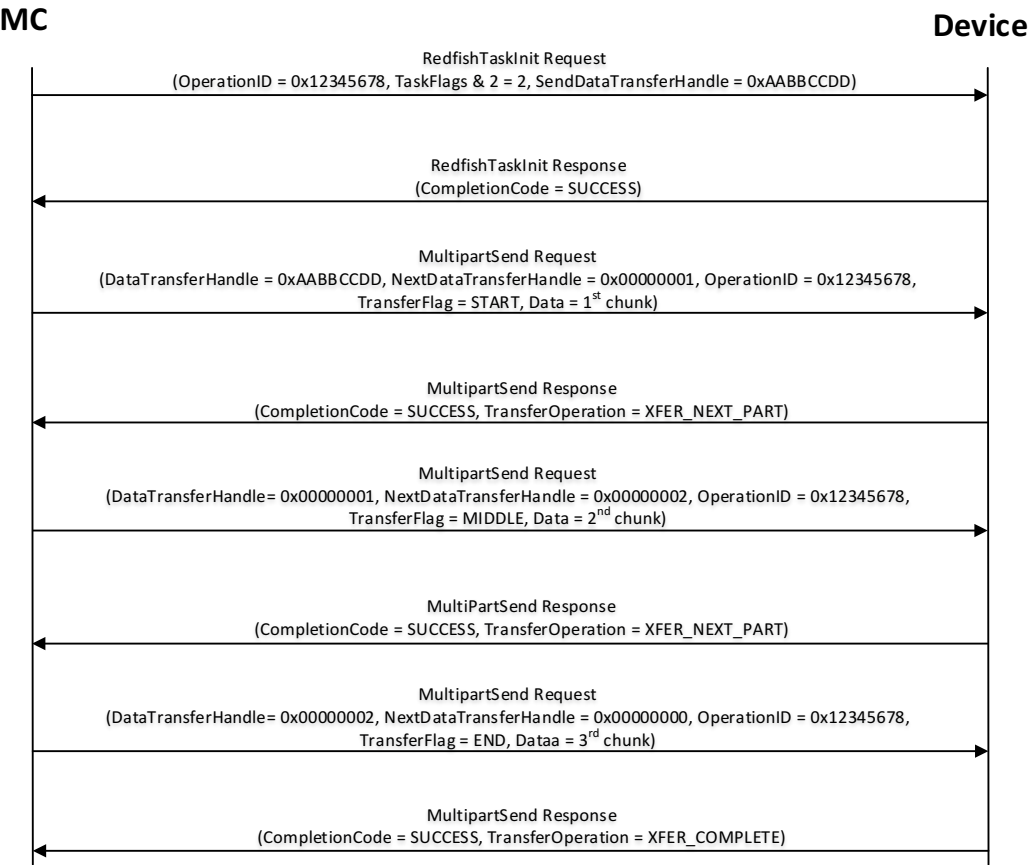 MC
Device
RedfishTaskInit Request
(OperationID = 0x12345678, TaskFlags & 2 = 2, SendDataTransferHandle = 0xAABBCCDD)
RedfishTaskInit Response
(CompletionCode = SUCCESS)
MultipartSend Request
(DataTransferHandle = 0xAABBCCDD, NextDataTransferHandle = 0x00000001, OperationID = 0x12345678,
TransferFlag = START, Data = 1st chunk)
MultipartSend Response
(CompletionCode = SUCCESS, TransferOperation = XFER_NEXT_PART)
MultipartSend Request
(DataTransferHandle= 0x00000001, NextDataTransferHandle = 0x00000002, OperationID = 0x12345678,
TransferFlag = MIDDLE, Data = 2nd chunk)
MultiPartSend Response
(CompletionCode = SUCCESS, TransferOperation = XFER_NEXT_PART)
MultipartSend Request
(DataTransferHandle= 0x00000002, NextDataTransferHandle = 0x00000000, OperationID = 0x12345678,
TransferFlag = END, Dataa = 3rd chunk)
MultipartSend Response
(CompletionCode = SUCCESS, TransferOperation = XFER_COMPLETE)